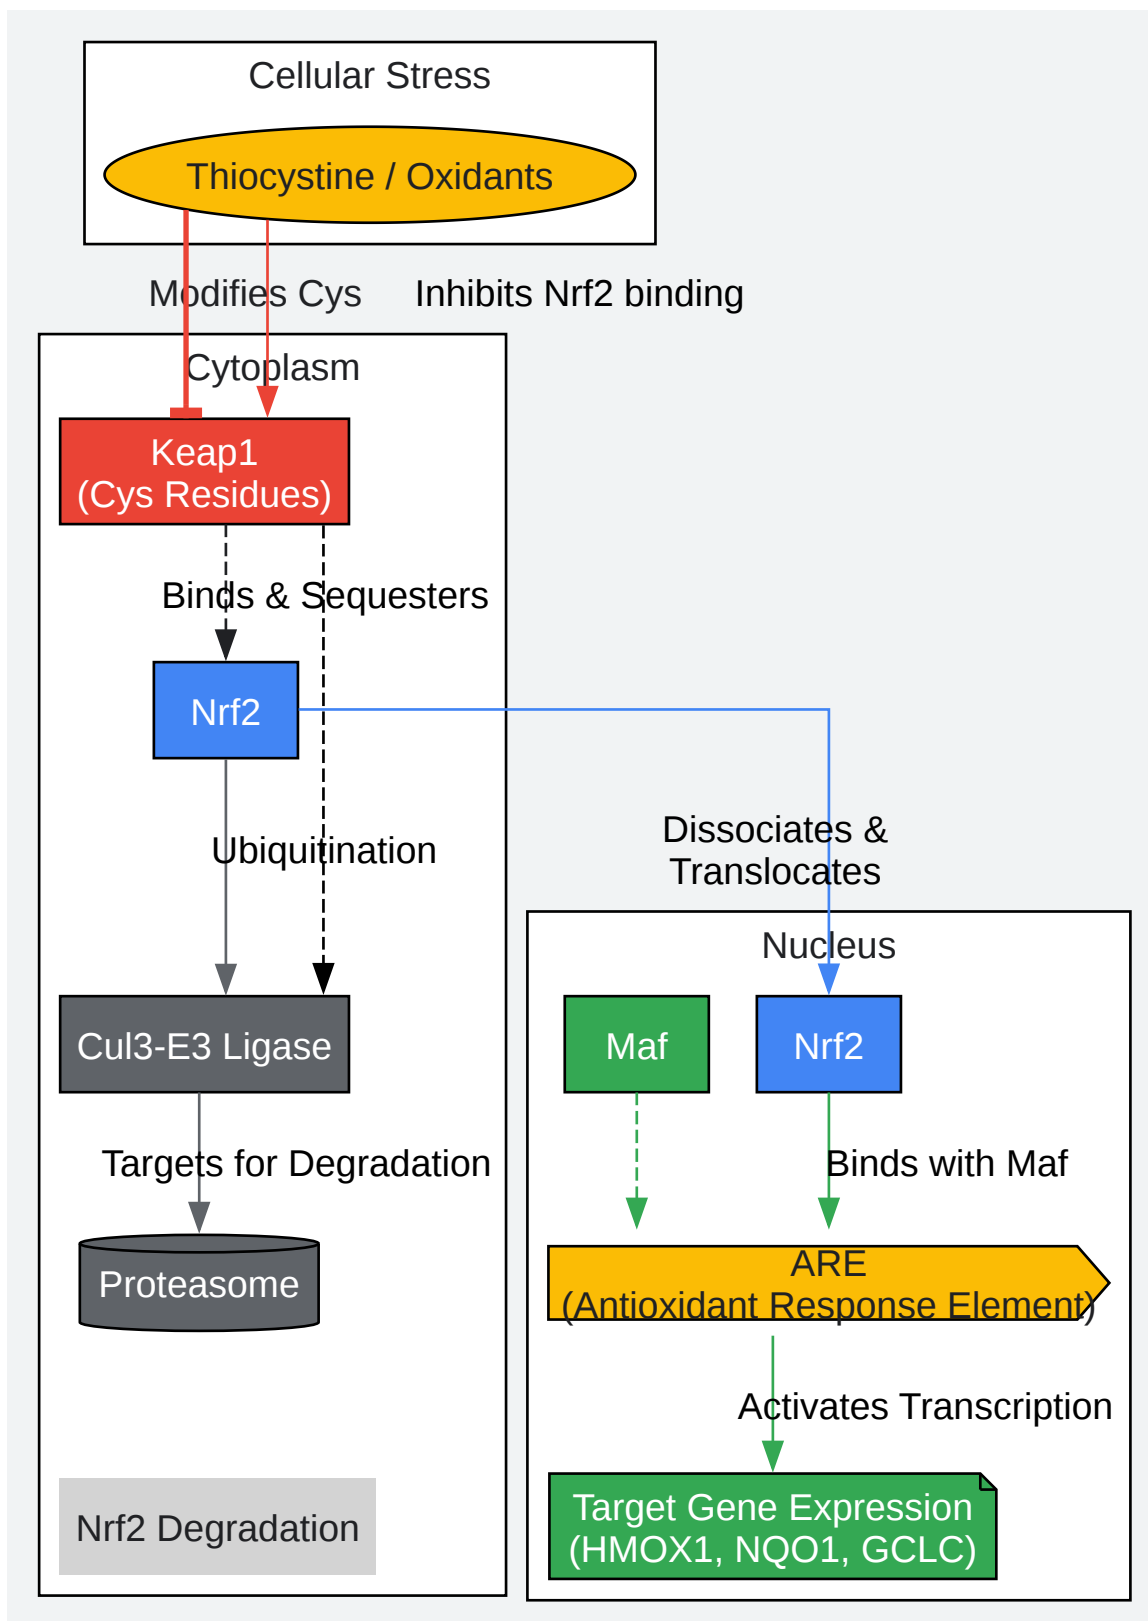 Cellular Stress
Thiocystine / Oxidants
Modifies Cys
Inhibits Nrf2 binding
Cytoplasm
Keap1
(Cys Residues)
Binds & Sequesters
Nrf2
Ubiquitination
Dissociates &
Translocates
Nucleus
Cul3-E3 Ligase
Maf
Nrf2
Targets for Degradation
Binds with Maf
Proteasome
ARE
(Antioxidant Response Element)
Activates Transcription
Nrf2 Degradation
Target Gene Expression
(HMOX1, NQO1, GCLC)